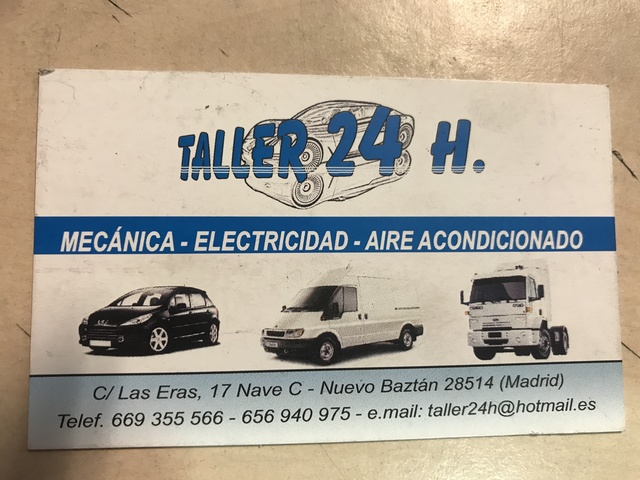 TALLER 24 H.
MECÁNICA - ELECTRICIDAD - AIRE ACONDICIONADO
C/ Las Eras, 17 Nave C - Nuevo Baztán 28514 (Madrid)
Telef. 669 355 566 - 656 940 975 - e.mail: taller24h@hotmail.es